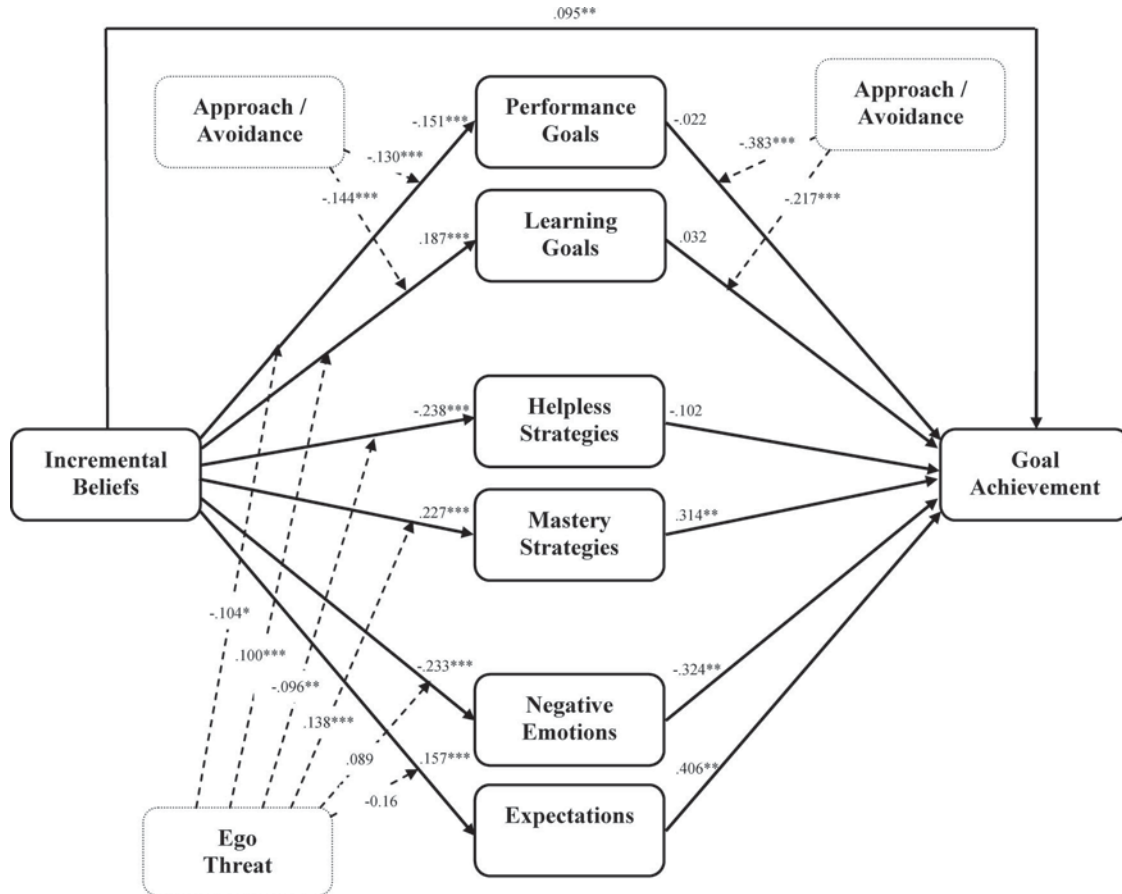 .095**
Approach /
Avoidance
Performance
Goals
Approach /
Avoidance
-.151***
-.022
-.130***
-.383***
-.144***
-.217***
Learning
Goals
.187***
.032
Helpless
Strategies
-.238***
-.102
Incremental
Beliefs
Goal
Achievement
Mastery
Strategies
.227***
.314**
-.104*
.100***
-.096**
.138***
-.233***
-.324**
Negative
Emotions
.089
.157***
.406**
-0.16
Expectations
Ego
Threat